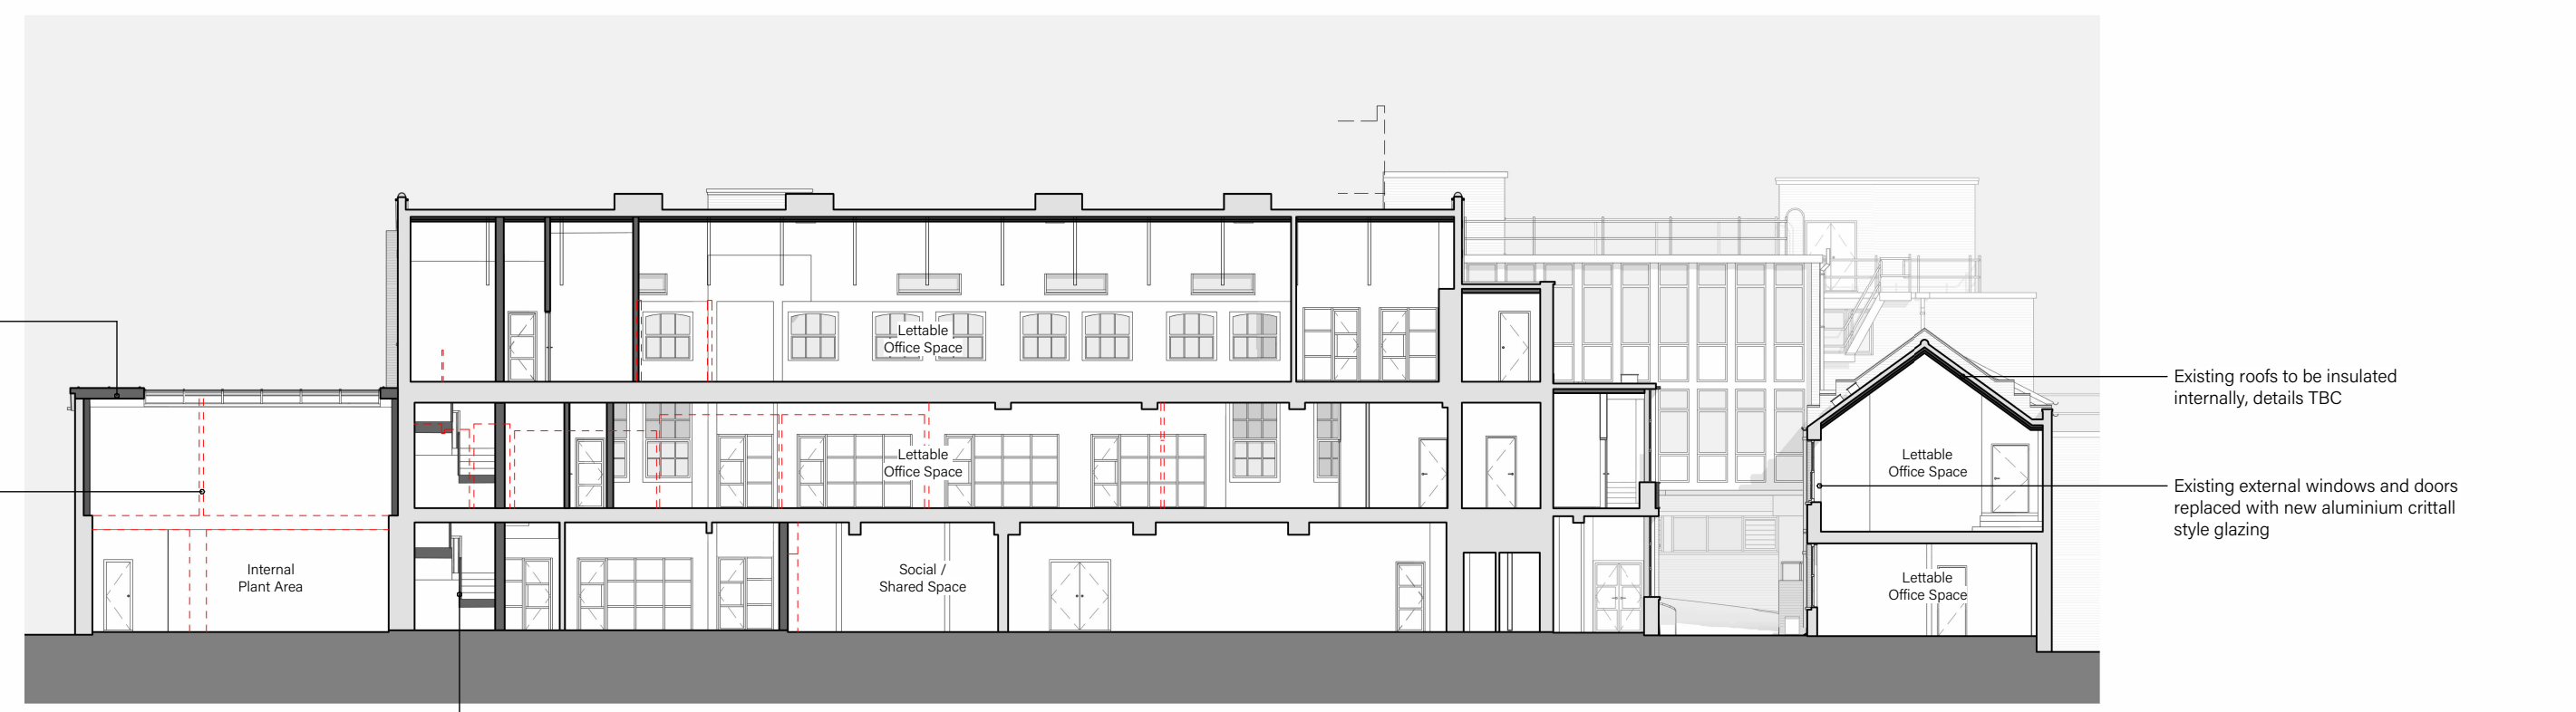 Lettable
Office Space
Existing roofs to be insulated
internally, details TBC
Lettable
Office Space
Lettable
Office Space
Existing external windows and doors
replaced with new aluminium crittall
style glazing
Internal
Plant Area
Social /
Shared Space
Lettable
Office Space